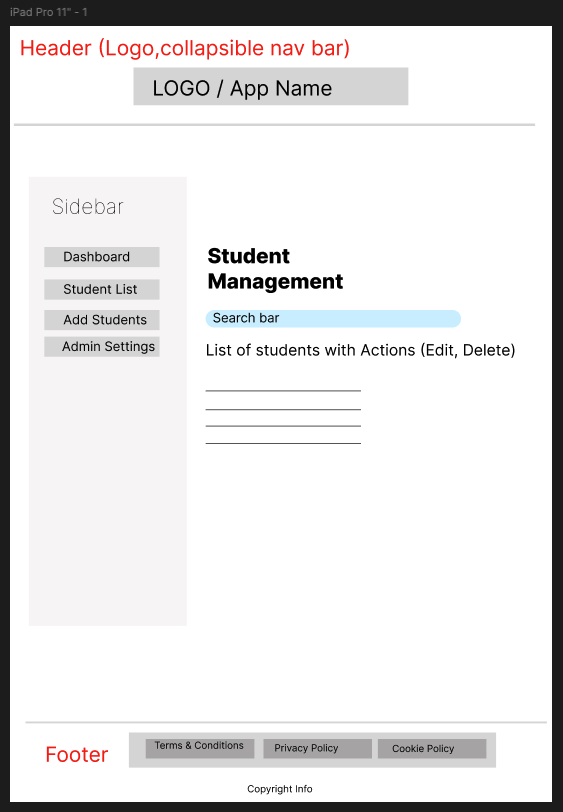 iPad Pro 11" - 1
Header (Logo,collapsible nav bar)
LOGO / App Name
Sidebar
Dashboard
Student List
Add Students
Admin Settings
Student
Management
Search bar
List of students with Actions (Edit, Delete)
Footer
Terms & Conditions
Privacy Policy
Cookie Policy
Copyright Info